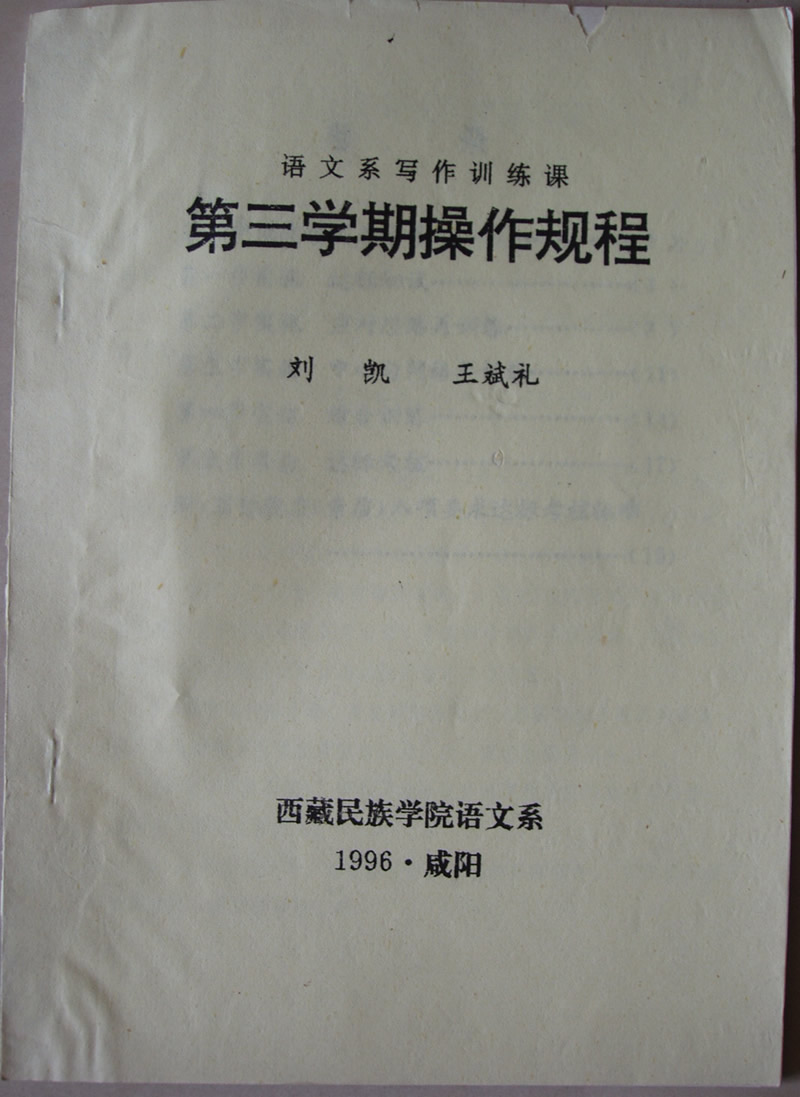 语文系写作训练课
第三学期操作规程
刘 凯 王斌礼
西藏民族学院语文系
1996·咸阳